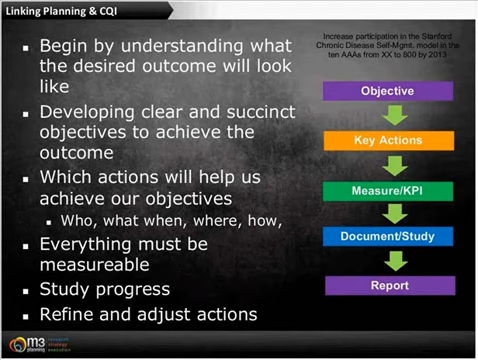 Linking Planning & CQI
Begin by understanding what
the desired outcome will look
like
Developing clear and succinct
objectives to achieve the
outcome
Which actions will help us
achieve our objectives
Who, what when, where, how,
Everything must be
measureable
Study progress
Refine and adjust actions
Increase participation in the Stanford
Chronic Disease Self-Mgmt. model in the
ten AAAs from XX to 800 by 2013
Objective
Key Actions
Measure/KPI
Document/Study
Report
m3
planning
research
strategy
execution